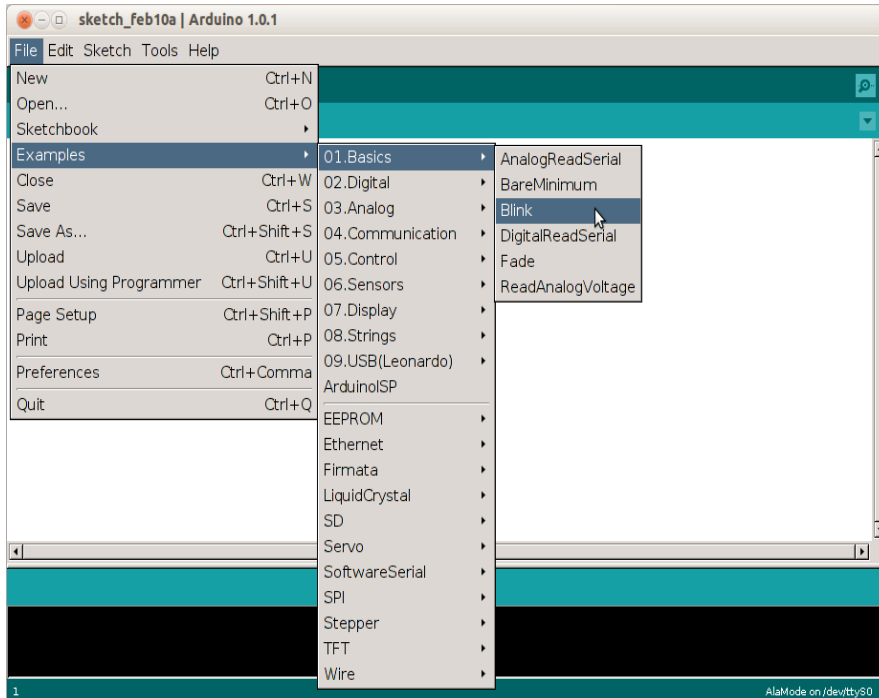 sketch_feb10a | Arduino 1.0.1
File Edit Sketch Tools Help
New Ctrl+N
Open... Ctrl+O
Sketchbook
Examples
Close Ctrl+W
Save Ctrl+S
Save As... Ctrl+Shift+S
Upload Ctrl+U
Upload Using Programmer Ctrl+Shift+U
Page Setup Ctrl+Shift+P
Print Ctrl+P
Preferences Ctrl+Comma
Quit Ctrl+Q
01.Basics
02.Digital
03.Analog
04.Communication
05.Control
06.Sensors
07.Display
08.Strings
09.USB(Leonardo)
ArduinoISP
EEPROM
Ethernet
Firmata
LiquidCrystal
SD
Servo
SoftwareSerial
SPI
Stepper
TFT
Wire
AnalogReadSerial
BareMinimum
Blink
DigitalReadSerial
Fade
ReadAnalogVoltage
1
AlaMode on /dev/ttyS0